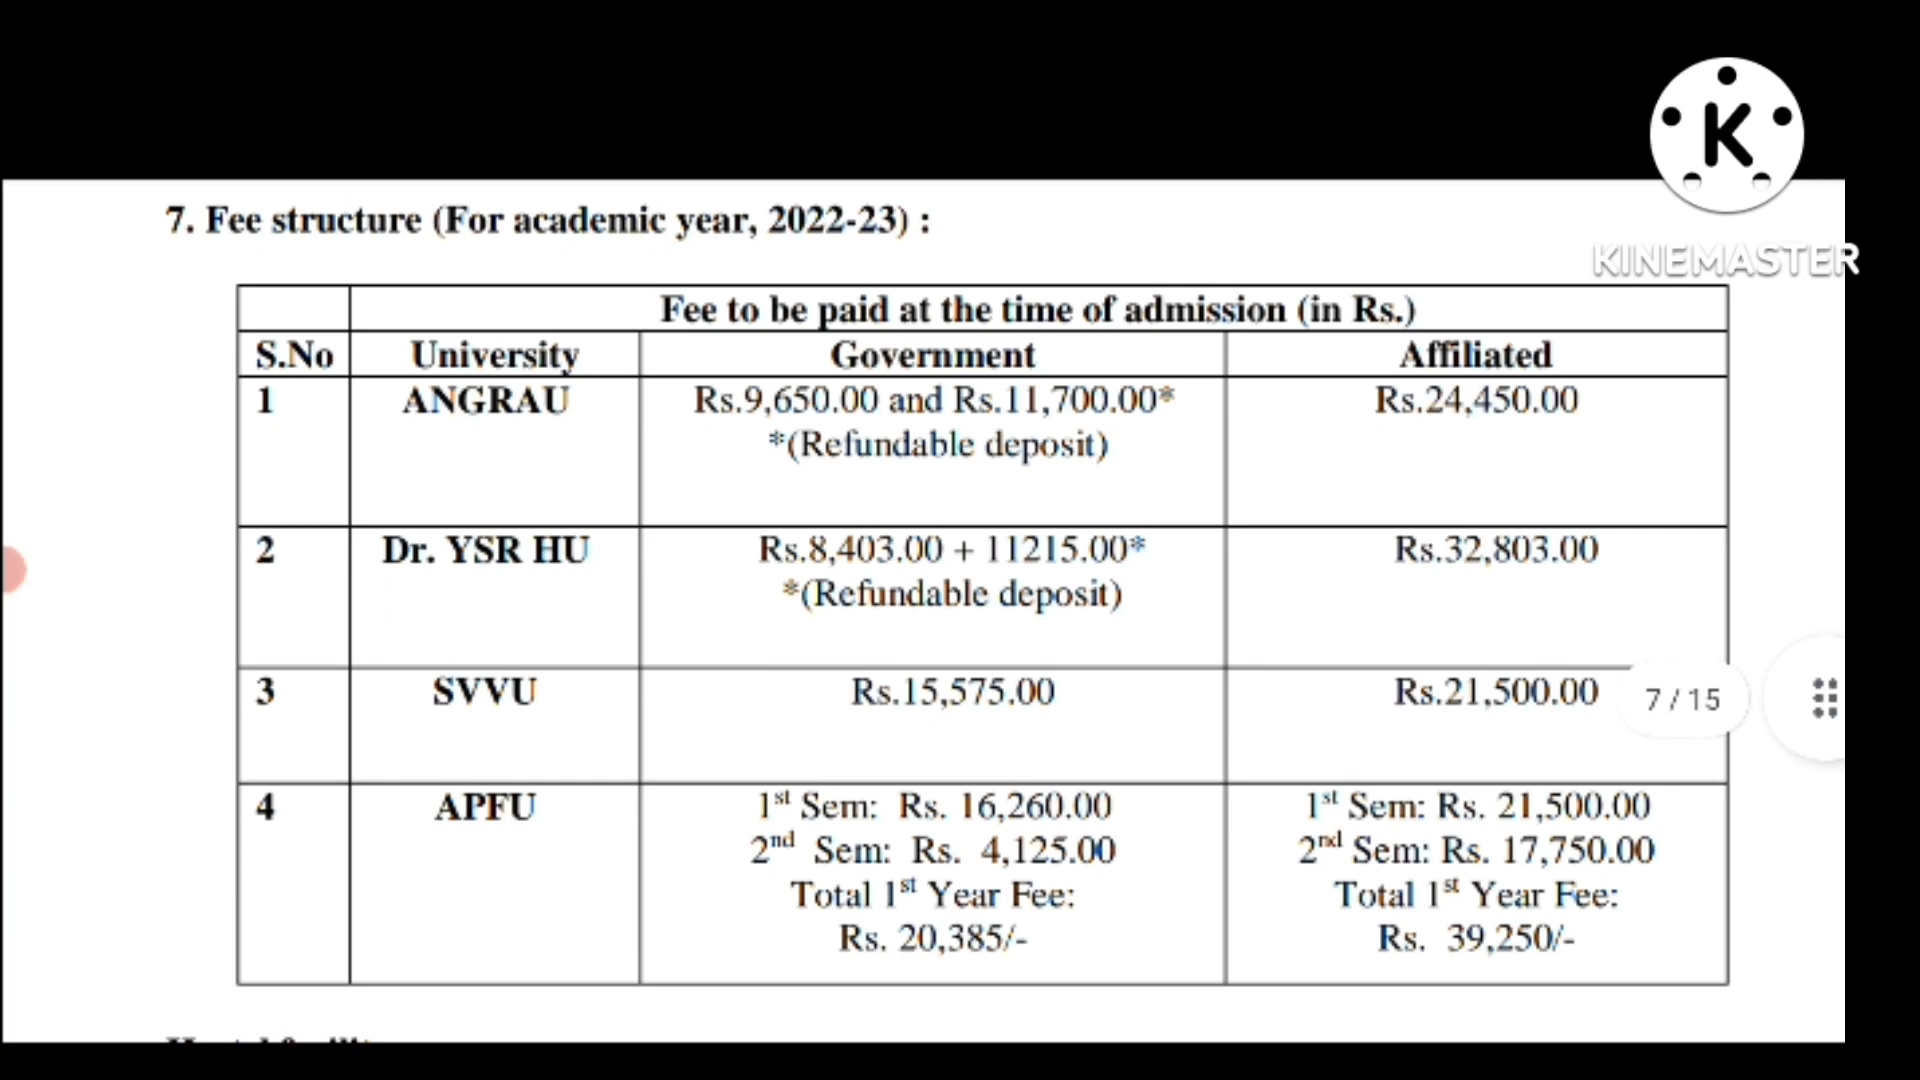 K
KINEMASTER
7. Fee structure (For academic year, 2022-23) :
Fee to be paid at the time of admission (in Rs.)
S.No University Government Affiliated
1 ANGRAU Rs.9,650.00 and Rs.11,700.00* Rs.24,450.00
*(Refundable deposit)
2 Dr. YSR HU Rs.8,403.00 + 11215.00* Rs.32,803.00
*(Refundable deposit)
3 SVVU Rs.15,575.00 Rs.21,500.00
7 / 15
4 APFU 1st Sem: Rs. 16,260.00 1st Sem: Rs. 21,500.00
2nd Sem: Rs. 4,125.00 2nd Sem: Rs. 17,750.00
Total 1st Year Fee: Total 1st Year Fee:
Rs. 20,385/- Rs. 39,250/-